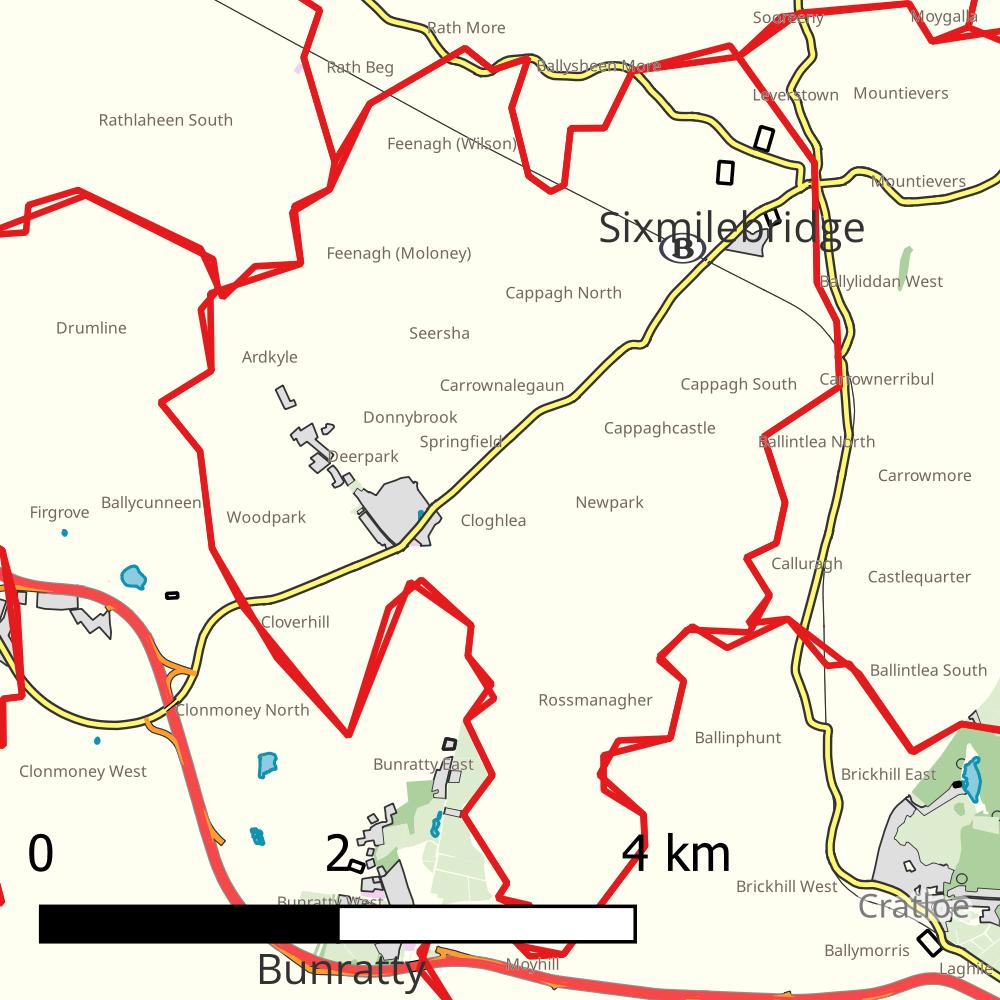 Sooreeny
Moygalla
Rath More
Rath Beg
Ballysheen More
Leverstown
Mountievers
Rathlaheen South
Feenagh (Wilson)
Mountievers
Sixmilebridge
B
Feenagh (Moloney)
Ballyliddan West
Cappagh North
Drumline
Seersha
Ardkyle
Carrownalegaun
Cappagh South
Carrownerribul
Donnybrook
Cappaghcastle
Springfield
Ballintlea North
Deerpark
Carrowmore
Ballycunneen
Newpark
Firgrove
Woodpark
Cloghlea
Calluragh
Castlequarter
Cloverhill
Ballintlea South
Rossmanagher
Clonmoney North
Ballinphunt
Bunratty East
Clonmoney West
Brickhill East
0
2
4 km
Brickhill West
Bunratty West
Cratloe
Ballymorris
Moyhill
Bunratty